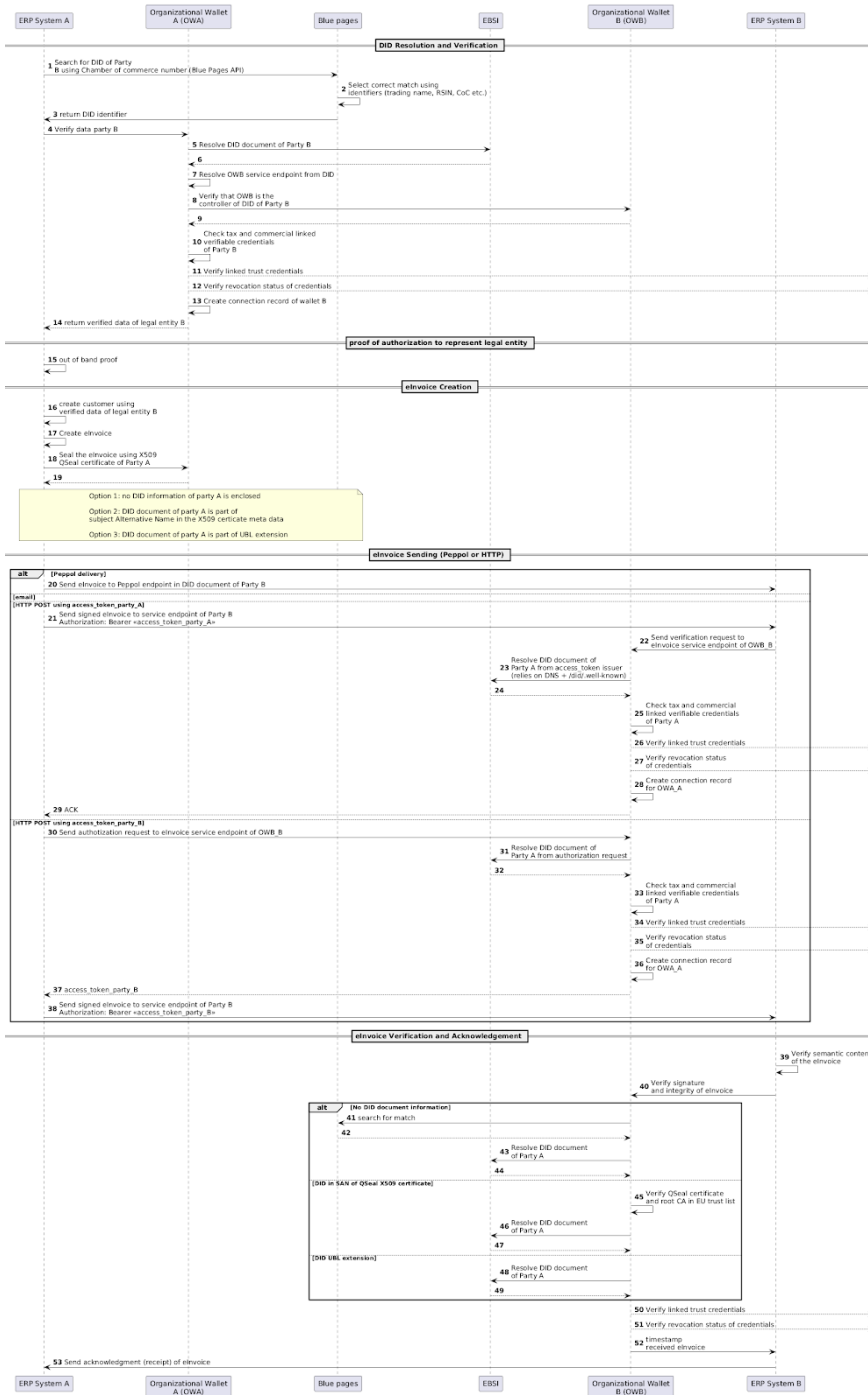 ERP System A
Organizational Wallet
A (OWA)
Blue pages
EBSI
Organizational Wallet
B (OWB)
ERP System B
DID Resolution and Verification
1 Search for DID of Party
B using Chamber of commerce number (Blue Pages API)
2 Select correct match using
identifiers (trading name, RSIN, CoC etc.)
3 return DID identifier
4 Verify data party B
5 Resolve DID document of Party B
6
7 Resolve OWB service endpoint from DID
8 Verify that OWB is the
controller of DID of Party B
9
10 Check tax and commercial linked
verifiable credentials
of Party B
11 Verify linked trust credentials
12 Verify revocation status of credentials
13 Create connection record of wallet B
14 return verified data of legal entity B
proof of authorization to represent legal entity
15 out of band proof
eInvoice Creation
16 create customer using
verified data of legal entity B
17 Create eInvoice
18 Seal the eInvoice using X509
QSeal certificate of Party A
19
Option 1: no DID information of party A is enclosed
Option 2: DID document of party A is part of
subject Alternative Name in the X509 certicate meta data
Option 3: DID document of party A is part of UBL extension
eInvoice Sending (Peppol or HTTP)
alt [Peppol delivery]
20 Send eInvoice to Peppol endpoint in DID document of Party B
[email]
[HTTP POST using access_token_party_A]
21 Send signed eInvoice to service endpoint of Party B
Authorization: Bearer «access_token_party_A»
22 Send verification request to
eInvoice service endpoint of OWB_B
23 Resolve DID document of
Party A from access_token issuer
(relies on DNS + /did/.well-known)
24
25 Check tax and commercial
linked verifiable credentials
of Party A
26 Verify linked trust credentials
27 Verify revocation status
of credentials
28 Create connection record
for OWA_A
29 ACK
[HTTP POST using access_token_party_B]
30 Send authotization request to eInvoice service endpoint of OWB_B
31 Resolve DID document of
Party A from authorization request
32
33 Check tax and commercial
linked verifiable credentials
of Party A
34 Verify linked trust credentials
35 Verify revocation status
of credentials
36 Create connection record
for OWA_A
37 access_token_party_B
38 Send signed eInvoice to service endpoint of Party B
Authorization: Bearer «access_token_party_B»
eInvoice Verification and Acknowledgement
39 Verify semantic conten
of the eInvoice
40 Verify signature
and integrity of eInvoice
alt [No DID document information]
41 search for match
42
43 Resolve DID document
of Party A
44
[DID in SAN of QSeal X509 certificate]
45 Verify QSeal certificate
and root CA in EU trust list
46 Resolve DID document
of Party A
47
[DID UBL extension]
48 Resolve DID document
of Party A
49
50 Verify linked trust credentials
51 Verify revocation status of credentials
52 timestamp
received eInvoice
53 Send acknowledgment (receipt) of eInvoice
ERP System A
Organizational Wallet
A (OWA)
Blue pages
EBSI
Organizational Wallet
B (OWB)
ERP System B